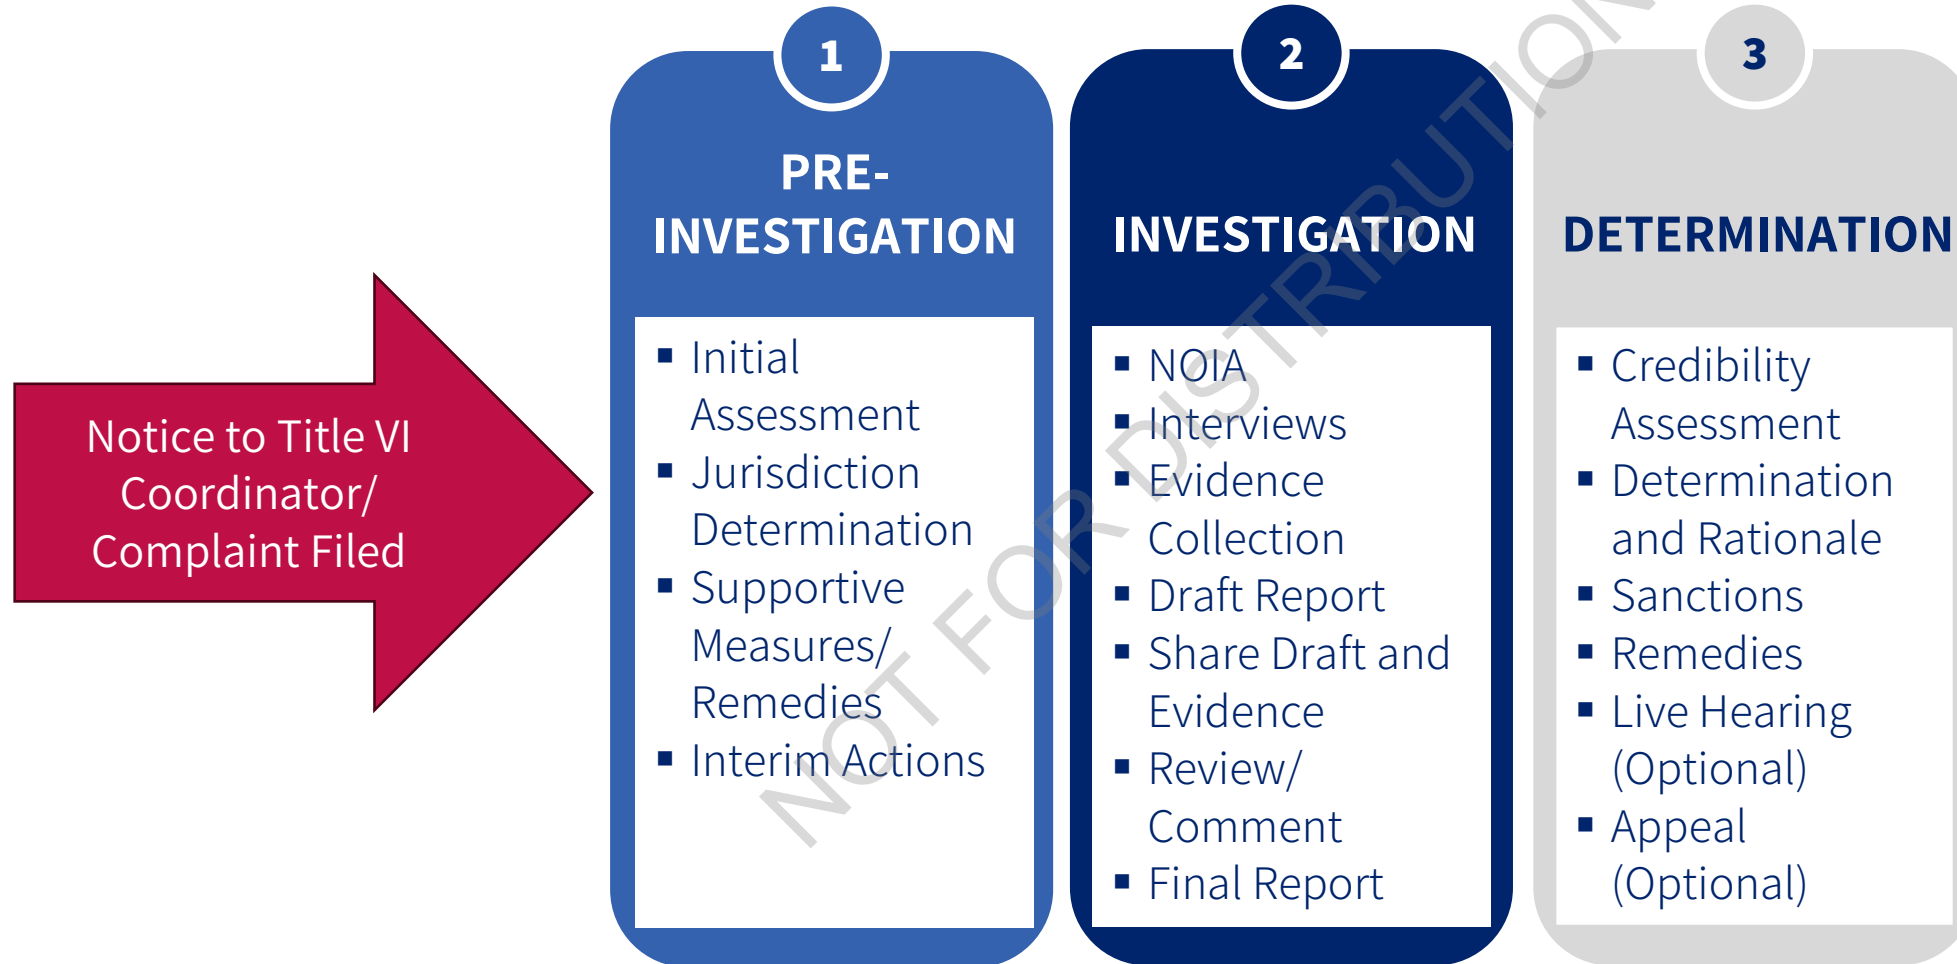 Notice to Title VI
Coordinator/
Complaint Filed
1
PRE-
INVESTIGATION
▪ Initial
Assessment
▪ Jurisdiction
Determination
▪ Supportive
Measures/
Remedies
▪ Interim Actions
2
INVESTIGATION
▪ NOIA
▪ Interviews
▪ Evidence
Collection
▪ Draft Report
▪ Share Draft and
Evidence
▪ Review/
Comment
▪ Final Report
3
DETERMINATION
▪ Credibility
Assessment
▪ Determination
and Rationale
▪ Sanctions
▪ Remedies
▪ Live Hearing
(Optional)
▪ Appeal
(Optional)
NOT FOR DISTRIBUTION